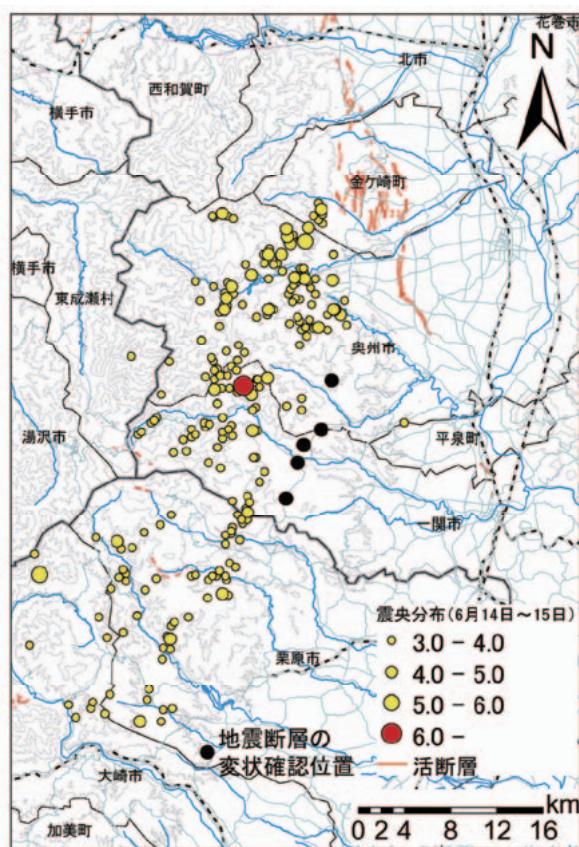 花巻市
北市
N
西和賀町
横手市
金ケ崎町
横手市
東成瀬村
奥州市
平泉町
湯沢市
一関市
震央分布(6月14日～15日)
3.0 － 4.0
4.0 － 5.0
5.0 － 6.0
6.0 －
栗原市
地震断層の
変状確認位置
活断層
大崎市
km
0 2 4 8 12 16
加美町